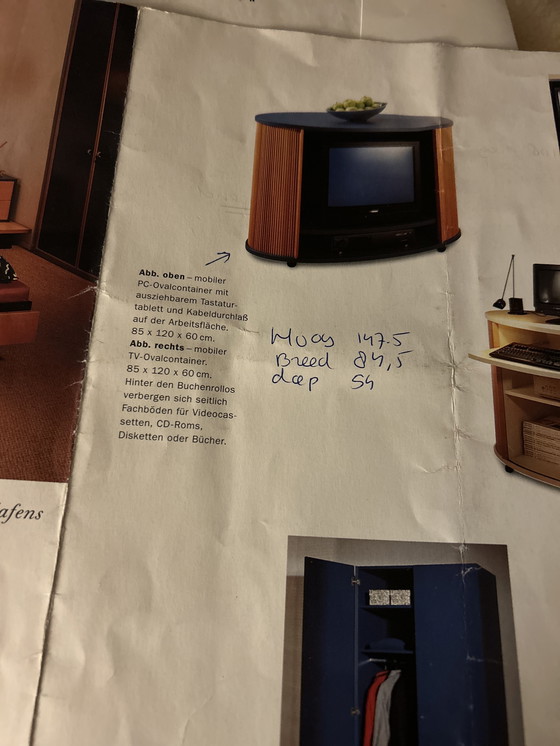 Abb. oben – mobiler
PC-Ovalcontainer mit
ausziehbarem Tastatur-
tablett und Kabeldurchlaß
auf der Arbeitsfläche.
85 x 120 x 60 cm.
Abb. rechts – mobiler
TV-Ovalcontainer.
85 x 120 x 60 cm.
Hinter den Buchenrollos
verbergen sich seitlich
Fachböden für Videocas-
setten, CD-Roms,
Disketten oder Bücher.
Hoog 147.5
Breed 84,5
deep 54
afens